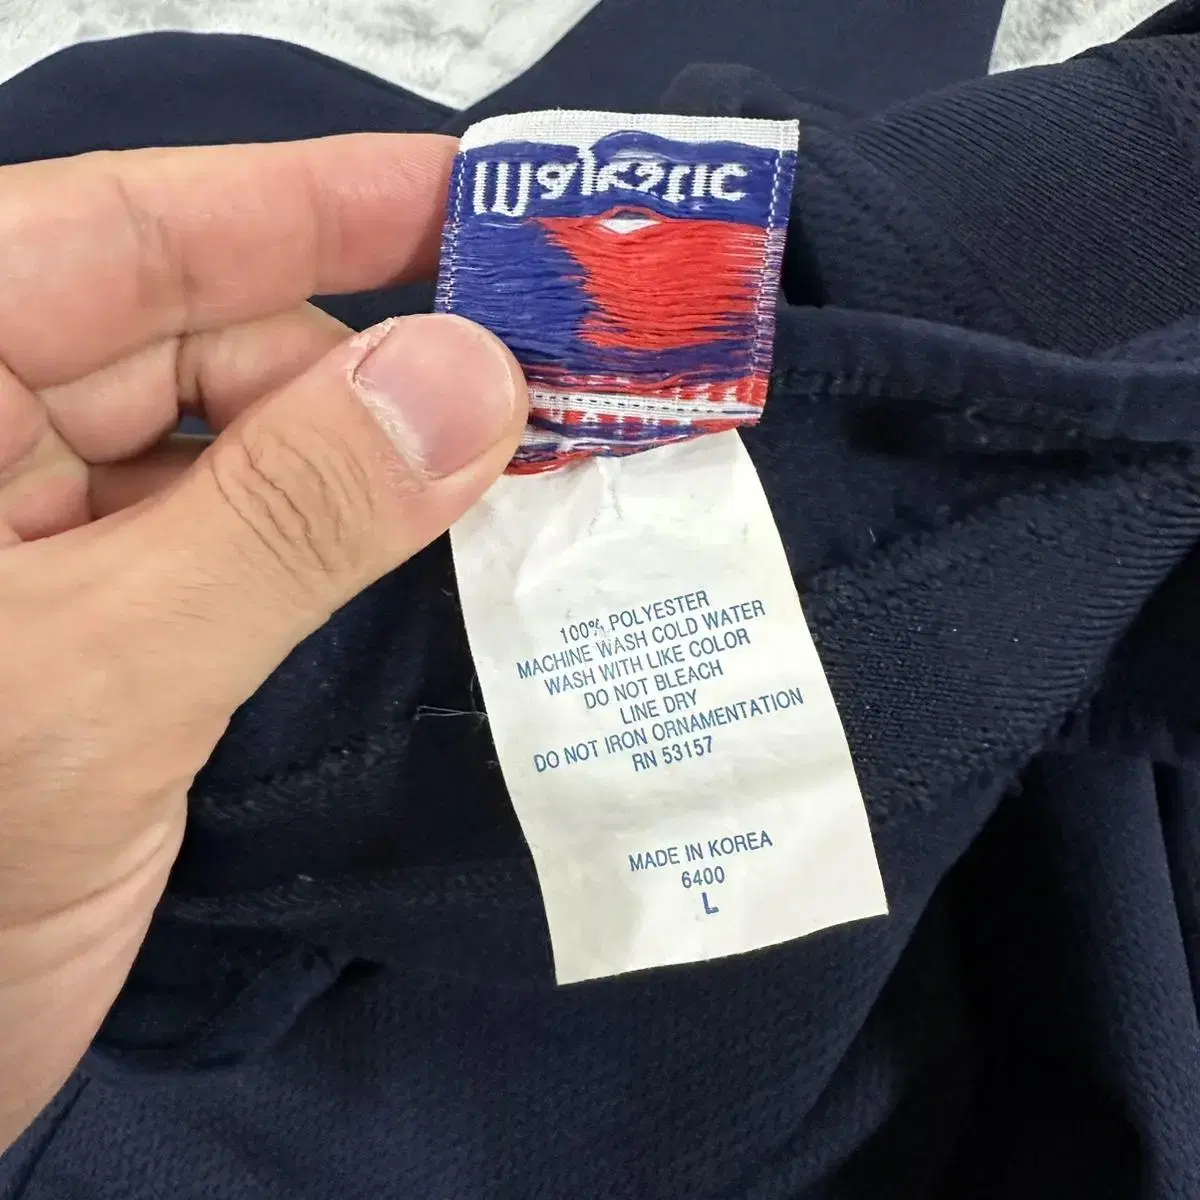 Majestic
100% POLYESTER
MACHINE WASH COLD WATER
WASH WITH LIKE COLOR
DO NOT BLEACH
LINE DRY
DO NOT IRON ORNAMENTATION
RN 53157
MADE IN KOREA
6400
L